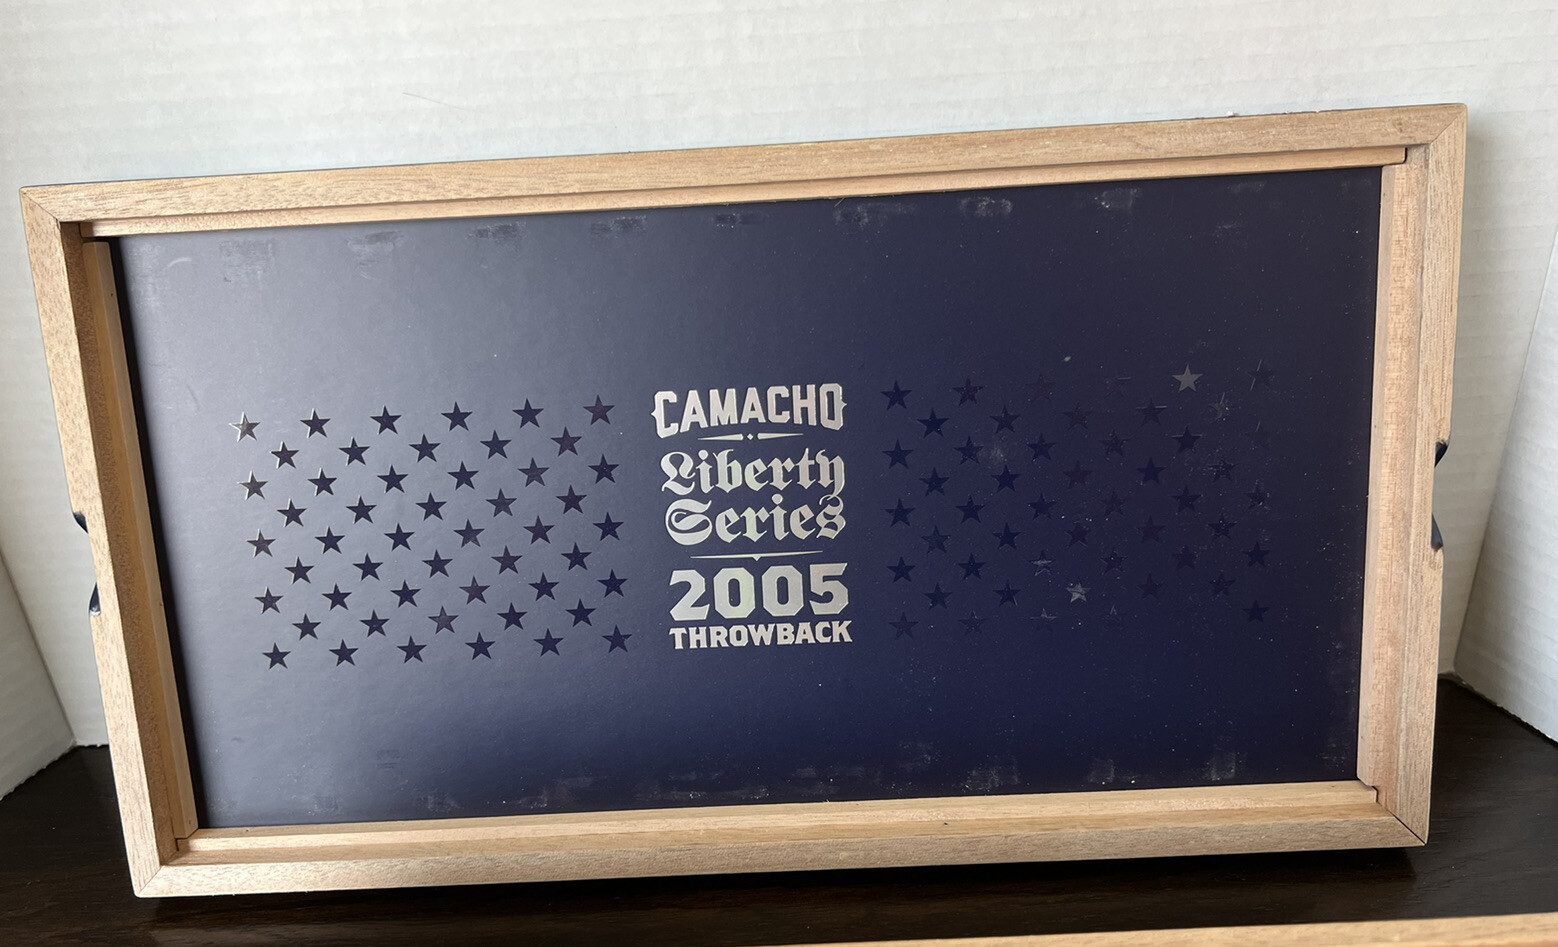 CAMACHO
Liberty
Series
2005
THROWBACK